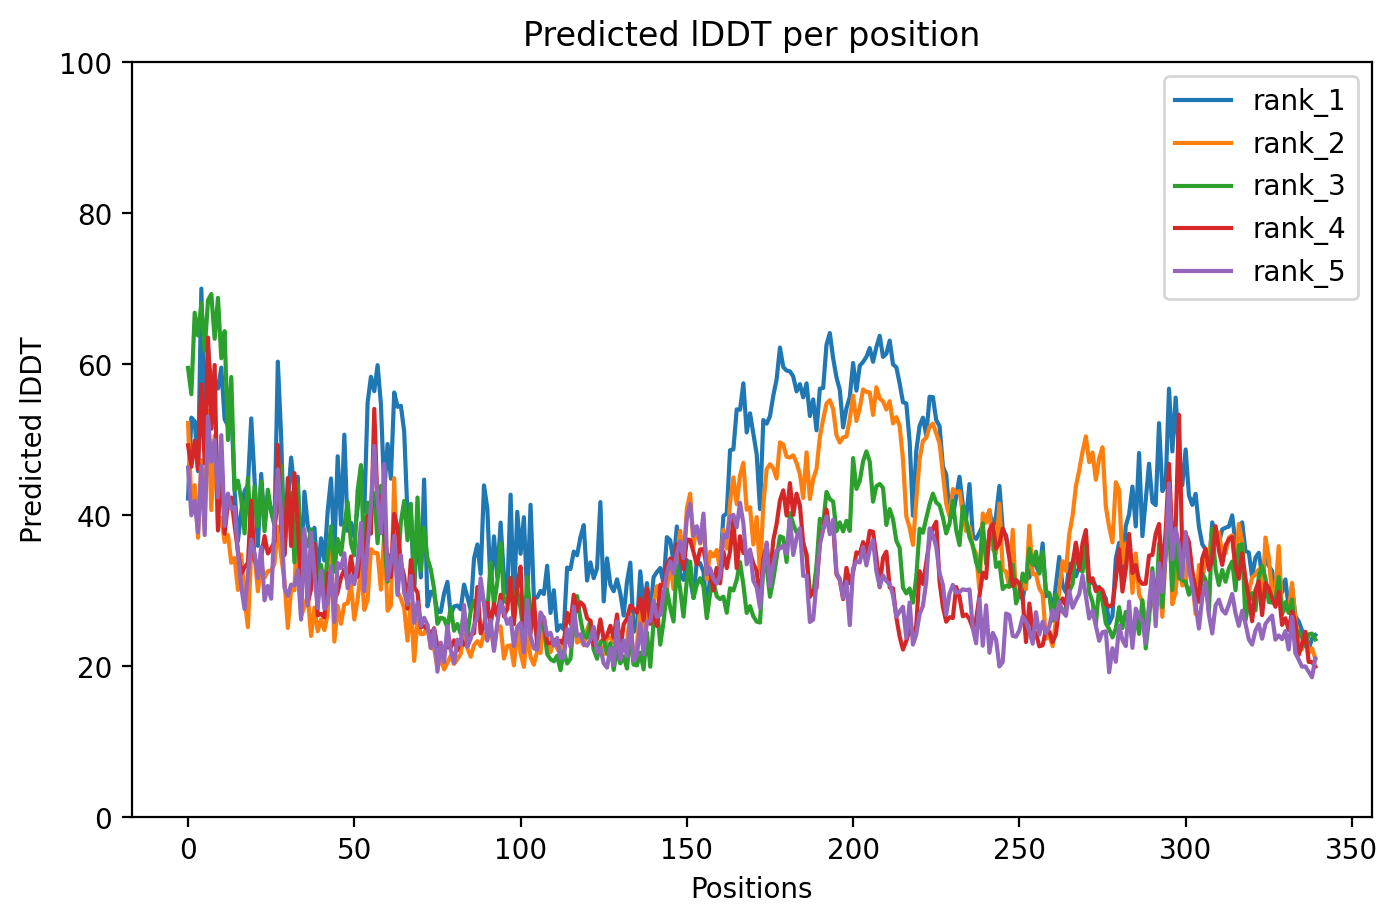 Predicted lDDT per position
100
80
60
40
20
0
Predicted lDDT
0 50 100 150 200 250 300 350
Positions
rank_1
rank_2
rank_3
rank_4
rank_5